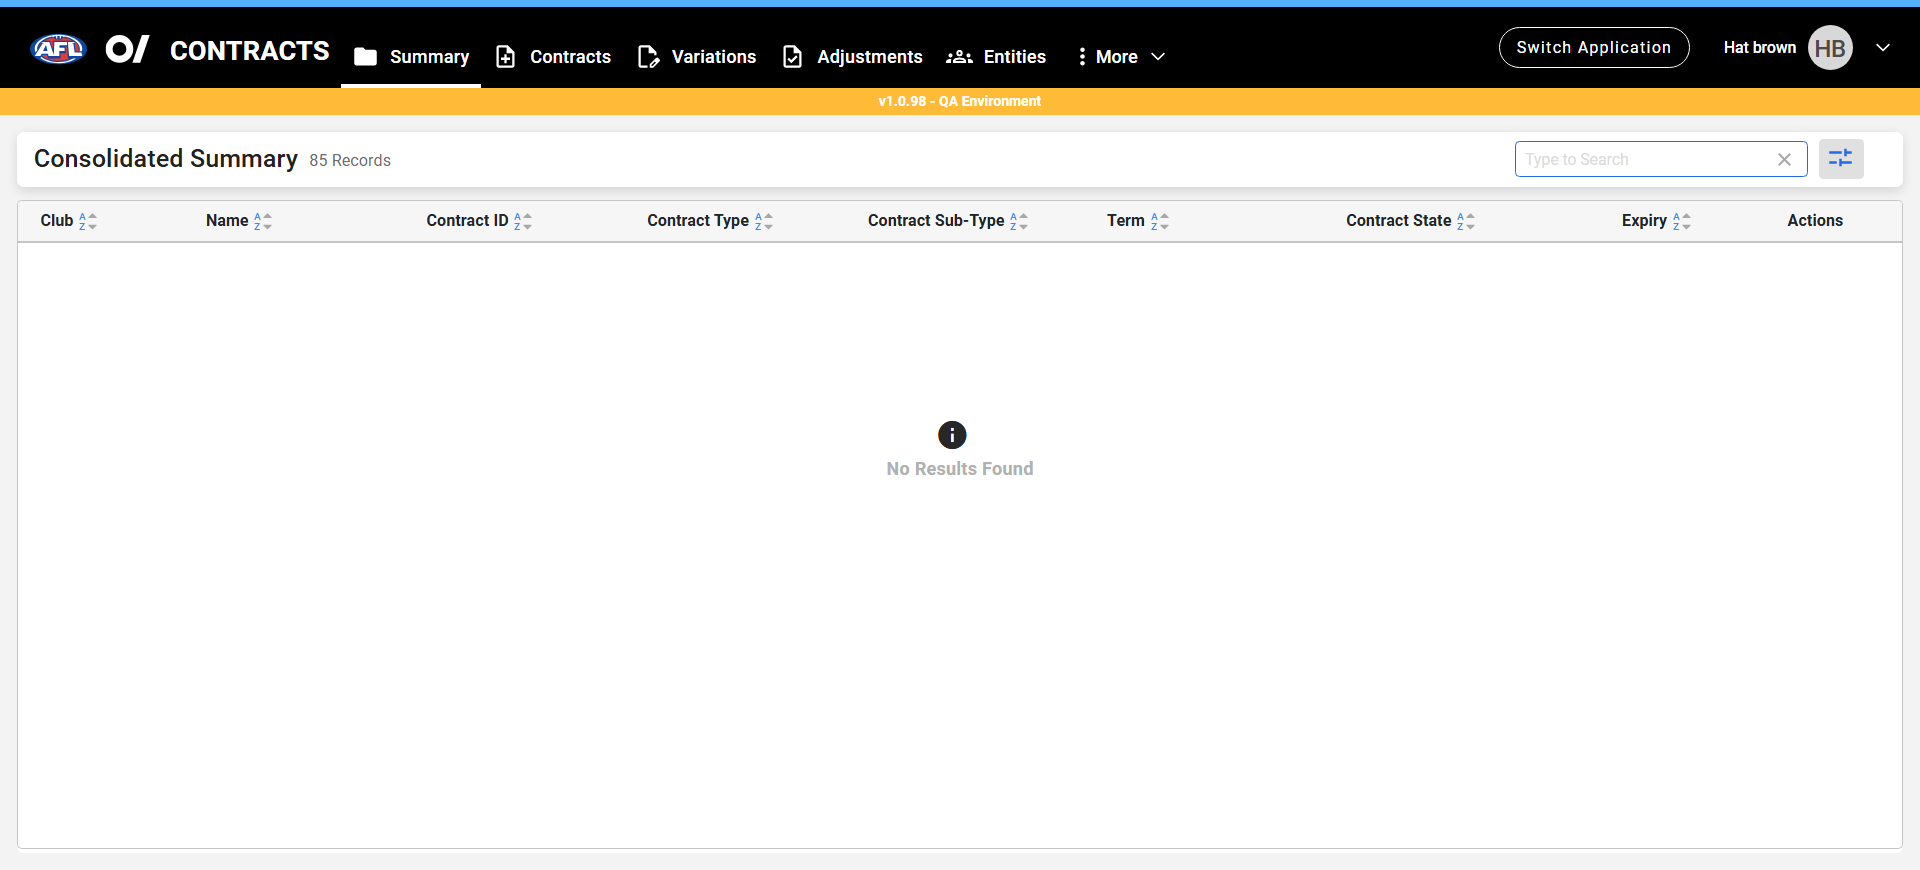 AFL O/ CONTRACTS Summary Contracts Variations Adjustments Entities More Switch Application Hat brown HB
v1.0.98 - QA Environment
Consolidated Summary 85 Records Type to Search
Club Name Contract ID Contract Type Contract Sub-Type Term Contract State Expiry Actions
No Results Found